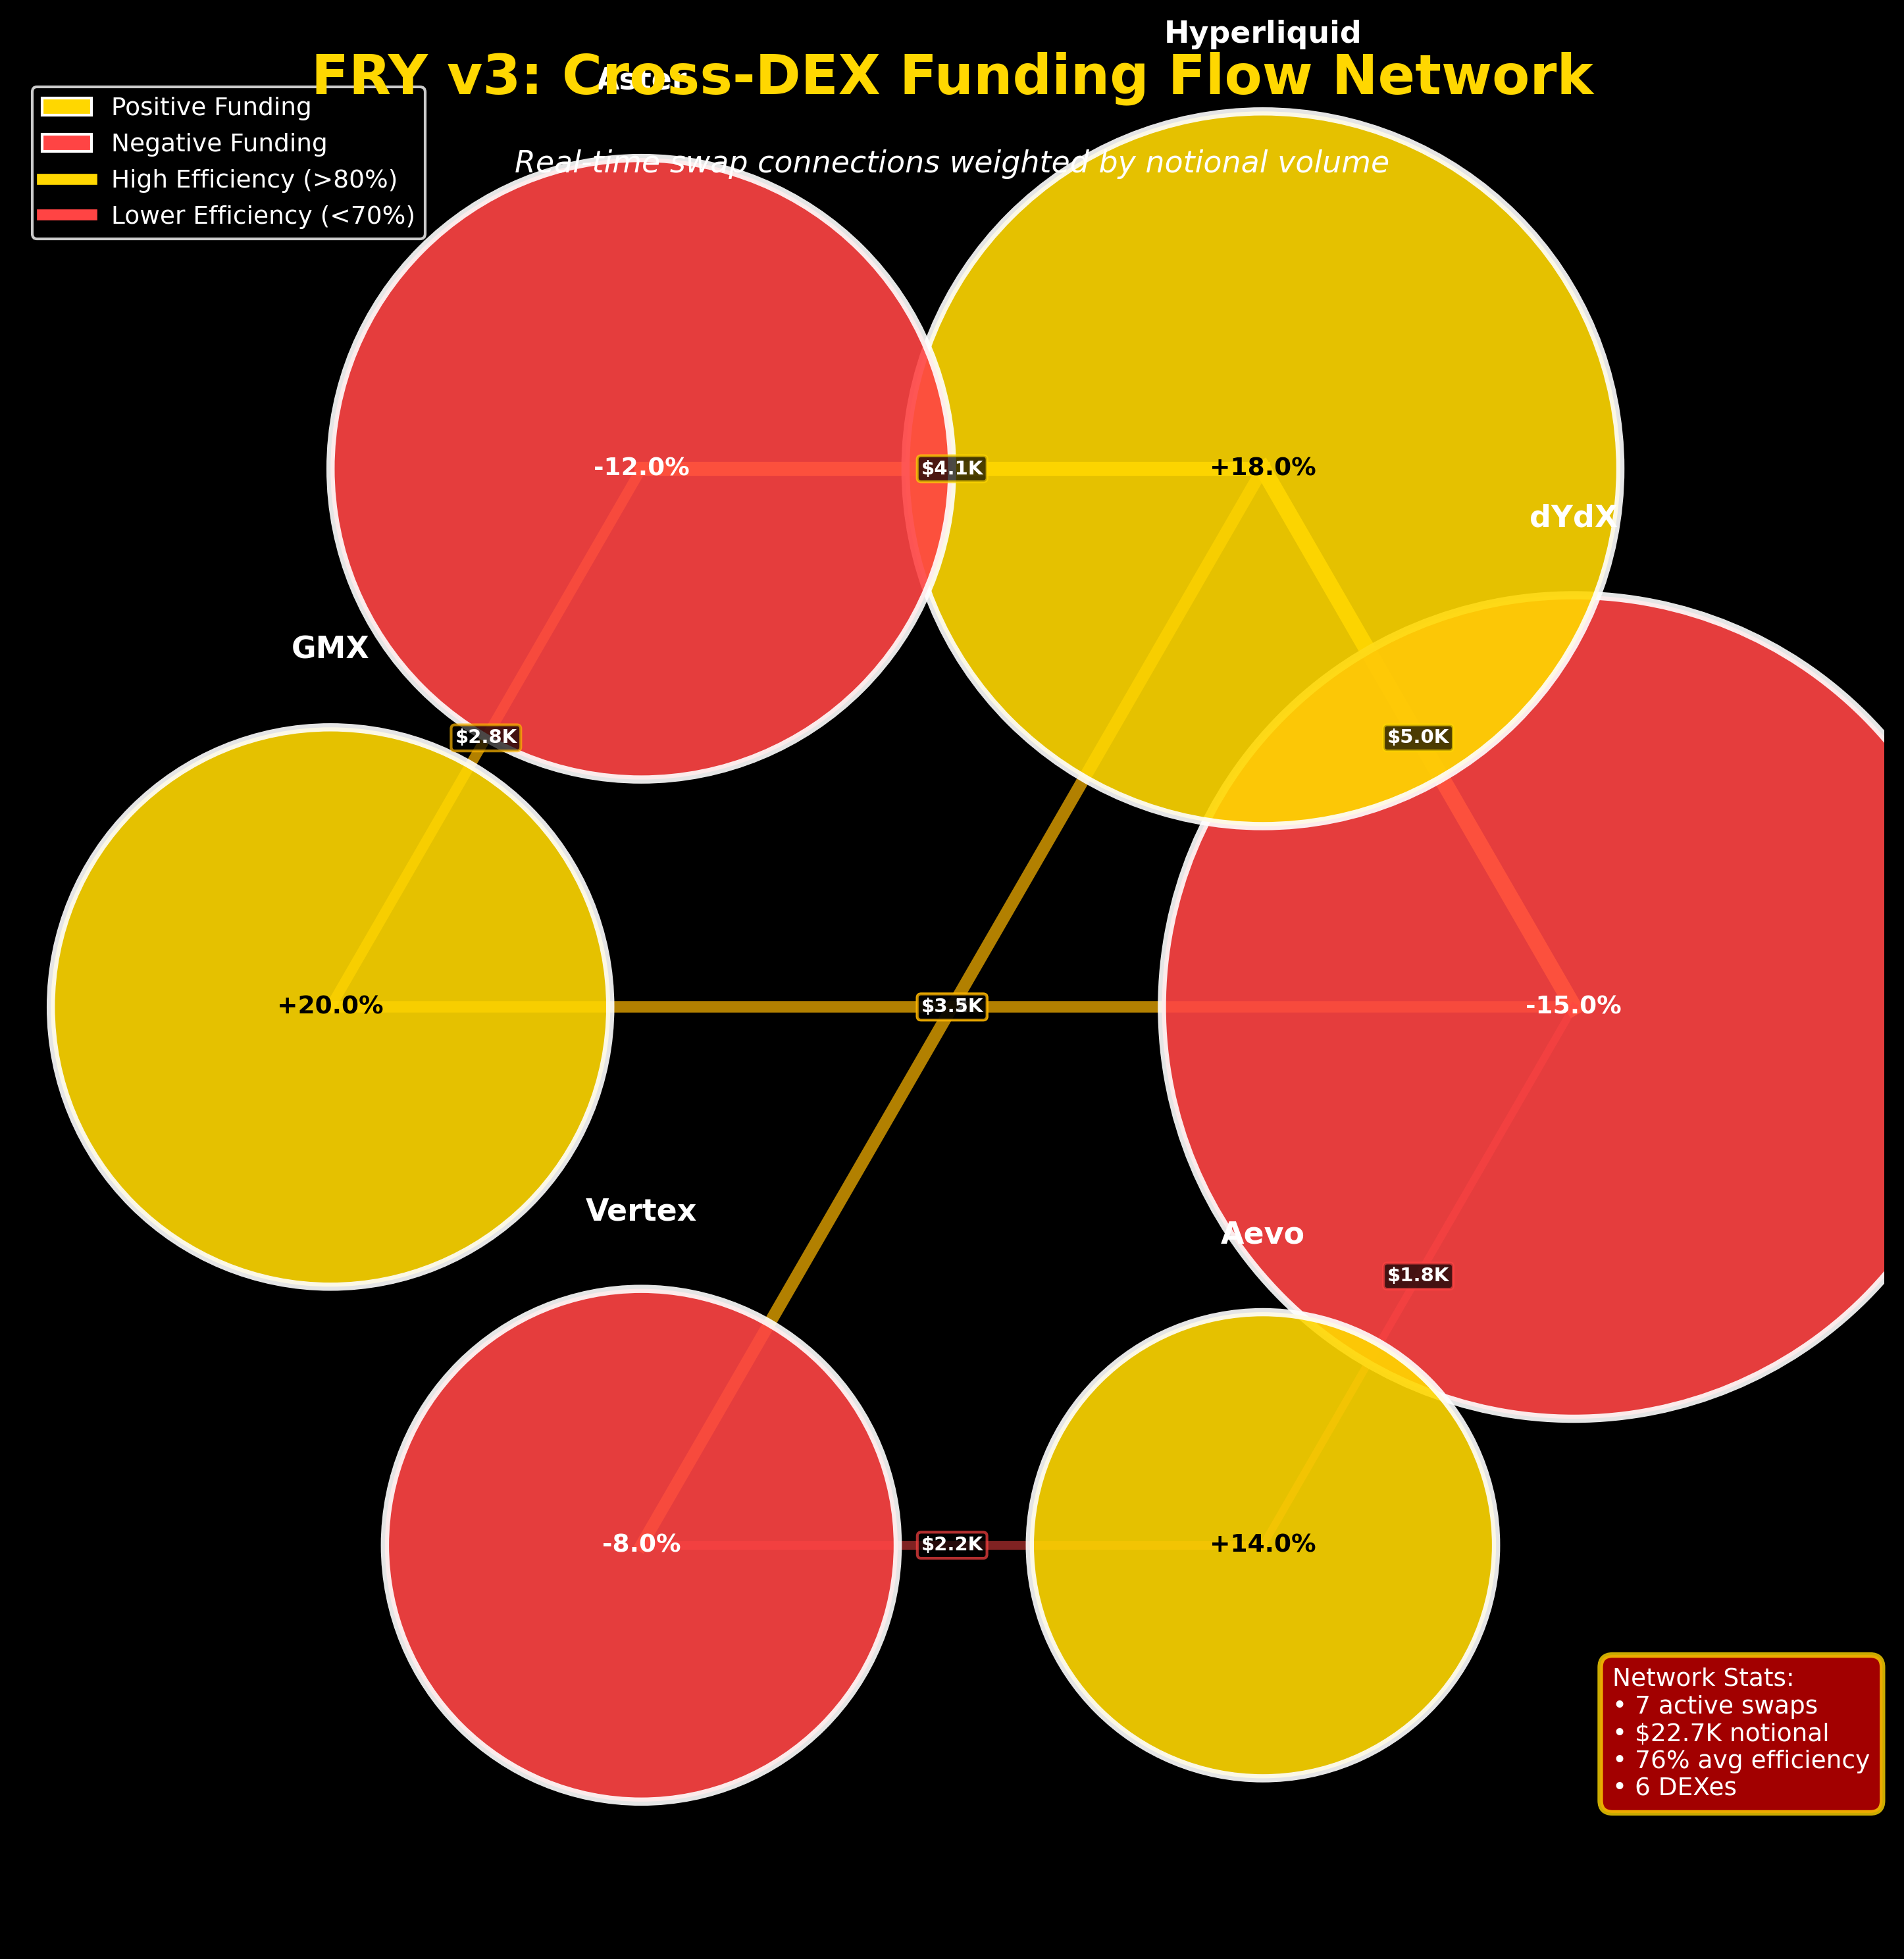 Hyperliquid
FRY v3: Cross-DEX Funding Flow Network
Aster
Positive Funding
Negative Funding
High Efficiency (>80%)
Lower Efficiency (<70%)
Real-time swap connections weighted by notional volume
-12.0%
$4.1K
+18.0%
dYdX
GMX
$2.8K
$5.0K
+20.0%
$3.5K
-15.0%
Vertex
Aevo
$1.8K
-8.0%
$2.2K
+14.0%
Network Stats:
• 7 active swaps
• $22.7K notional
• 76% avg efficiency
• 6 DEXes